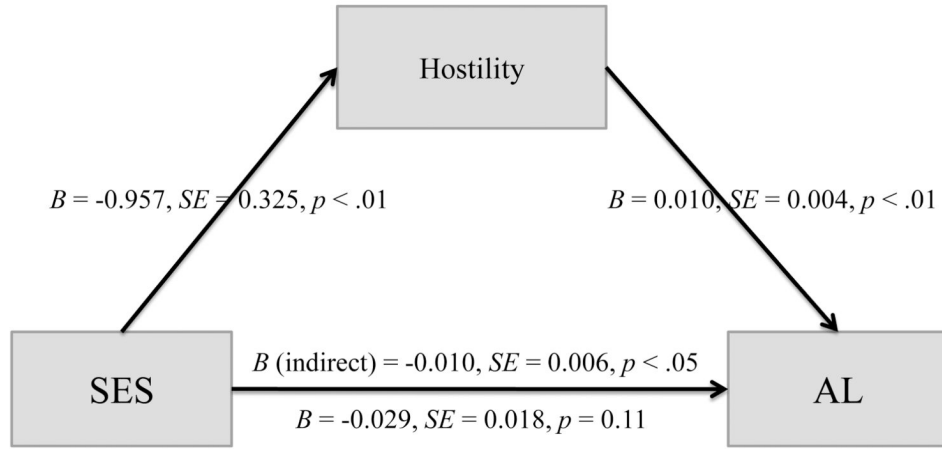 Hostility
B = -0.957, SE = 0.325, p < .01
B = 0.010, SE = 0.004, p < .01
SES
B (indirect) = -0.010, SE = 0.006, p < .05
B = -0.029, SE = 0.018, p = 0.11
AL